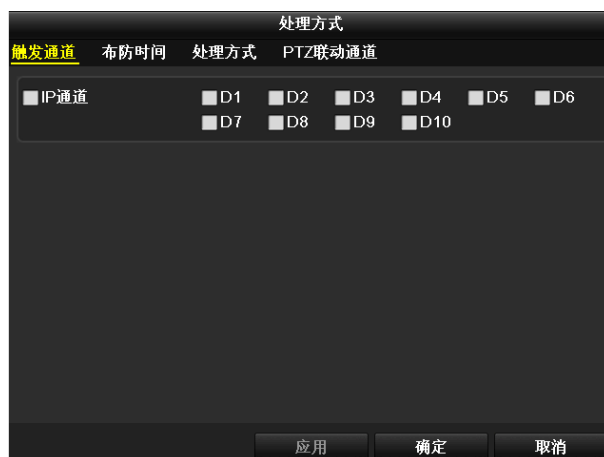 处理方式
触发通道 布防时间 处理方式 PTZ联动通道
IP通道 D1 D2 D3 D4 D5 D6
D7 D8 D9 D10
应用 确定 取消